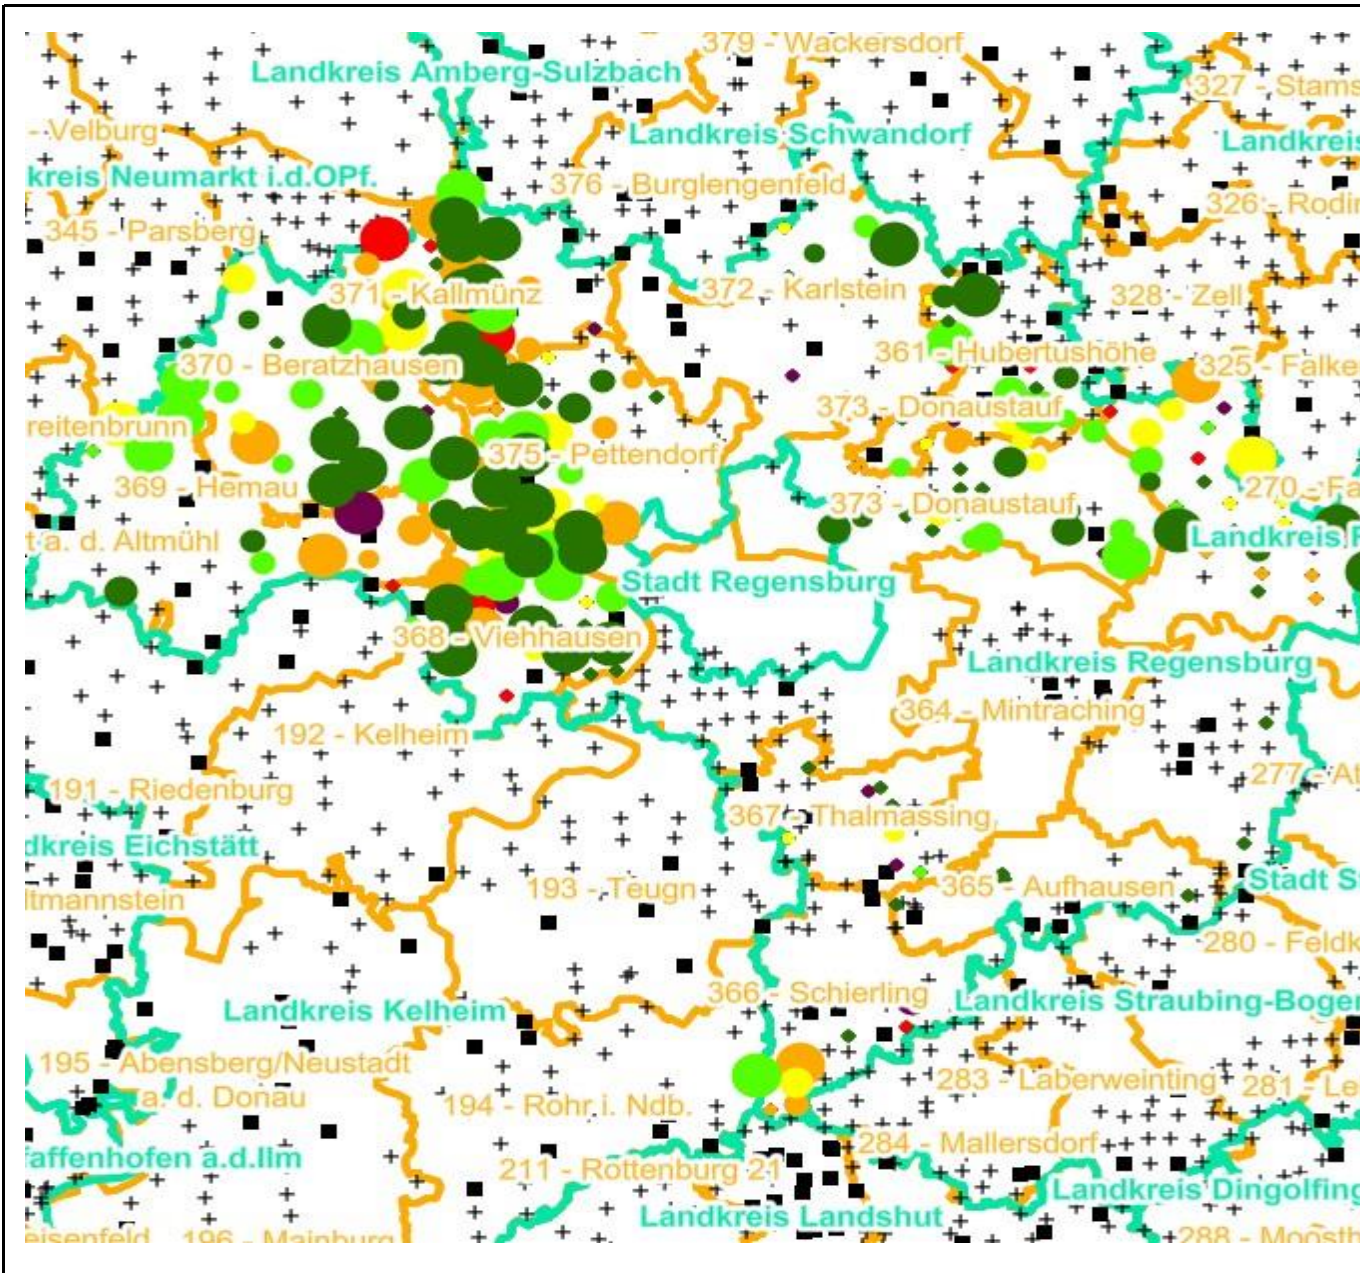 379 - Wackersdorf
Landkreis Amberg-Sulzbach
327 - Stams
- Velburg
Landkreis Schwandorf
Landkreis
kreis Neumarkt i.d.OPf.
376 - Burglengenfeld
326 - Rodin
345 - Parsberg
371 - Kallmünz
372 - Karlstein
328 - Zell
370 - Beratzhausen
361 - Hubertushöhe
325 - Falke
373 - Donaustauf
reitenbrunn
375 - Pettendorf
369 - Hemau
373 - Donaustauf
270 - Fa
t a. d. Altmühl
Landkreis R
Stadt Regensburg
368 - Viehhausen
Landkreis Regensburg
364 - Mintraching
192 - Kelheim
277 - At
191 - Riedenburg
367 - Thalmassing
dkreis Eichstätt
193 - Teugn
365 - Aufhausen
Stadt S
ltmannstein
280 - Feldk
366 - Schierling
Landkreis Kelheim
Landkreis Straubing-Bogen
195 - Abensberg/Neustadt
a. d. Donau
283 - Laberweinting
281 - Le
194 - Rohr i. Ndb.
284 - Mallersdorf
faffenhofen a.d.Ilm
211 - Rottenburg 21
Landkreis Dingolfing
Landkreis Landshut
eisenfeld
196 - Mainburg
288 - Moosth